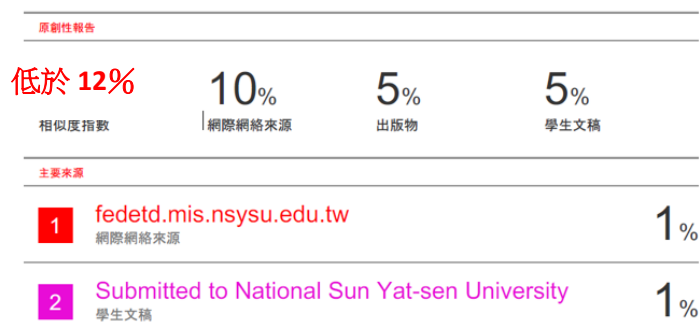 原創性報告
低於 12%
10%
5%
5%
相似度指數
網際網絡來源
出版物
學生文稿
主要來源
1
fedetd.mis.nsysu.edu.tw
網際網絡來源
1%
2
Submitted to National Sun Yat-sen University
學生文稿
1%